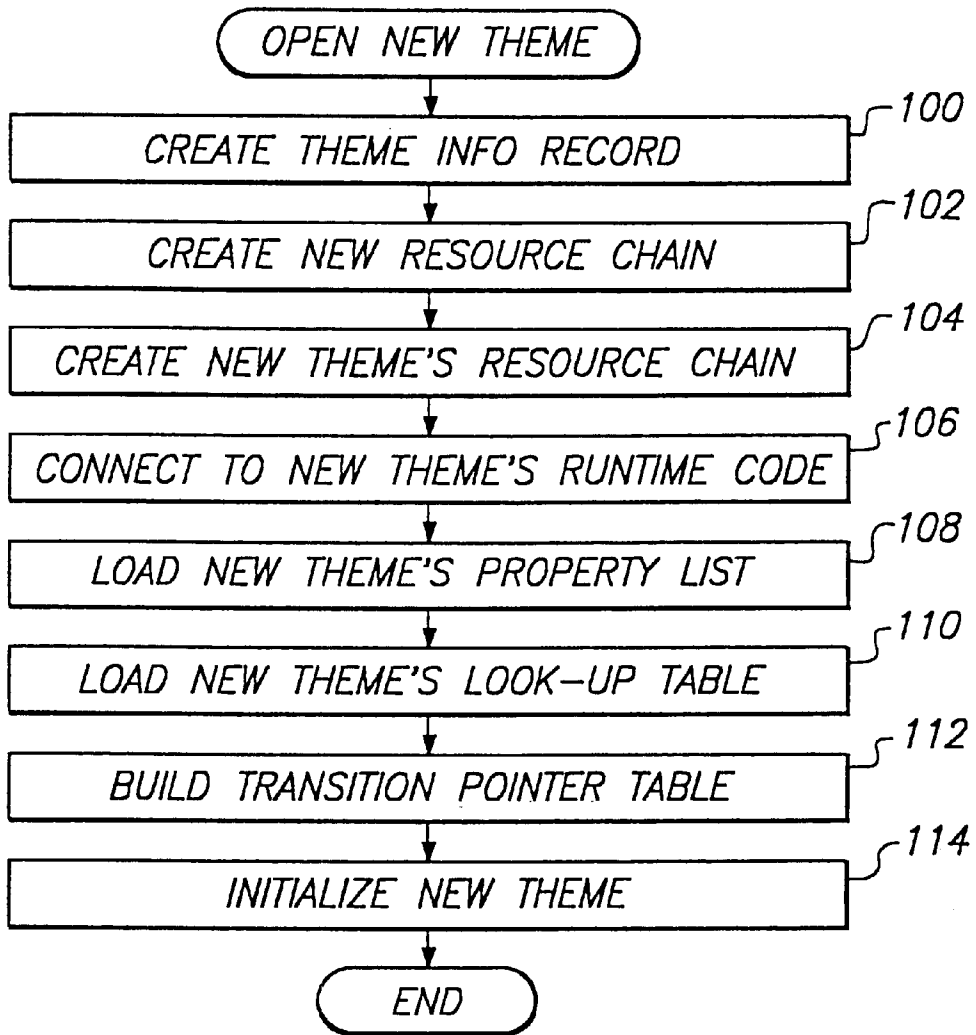 OPEN NEW THEME
100
CREATE THEME INFO RECORD
102
CREATE NEW RESOURCE CHAIN
104
CREATE NEW THEME'S RESOURCE CHAIN
106
CONNECT TO NEW THEME'S RUNTIME CODE
108
LOAD NEW THEME'S PROPERTY LIST
110
LOAD NEW THEME'S LOOK-UP TABLE
112
BUILD TRANSITION POINTER TABLE
114
INITIALIZE NEW THEME
END